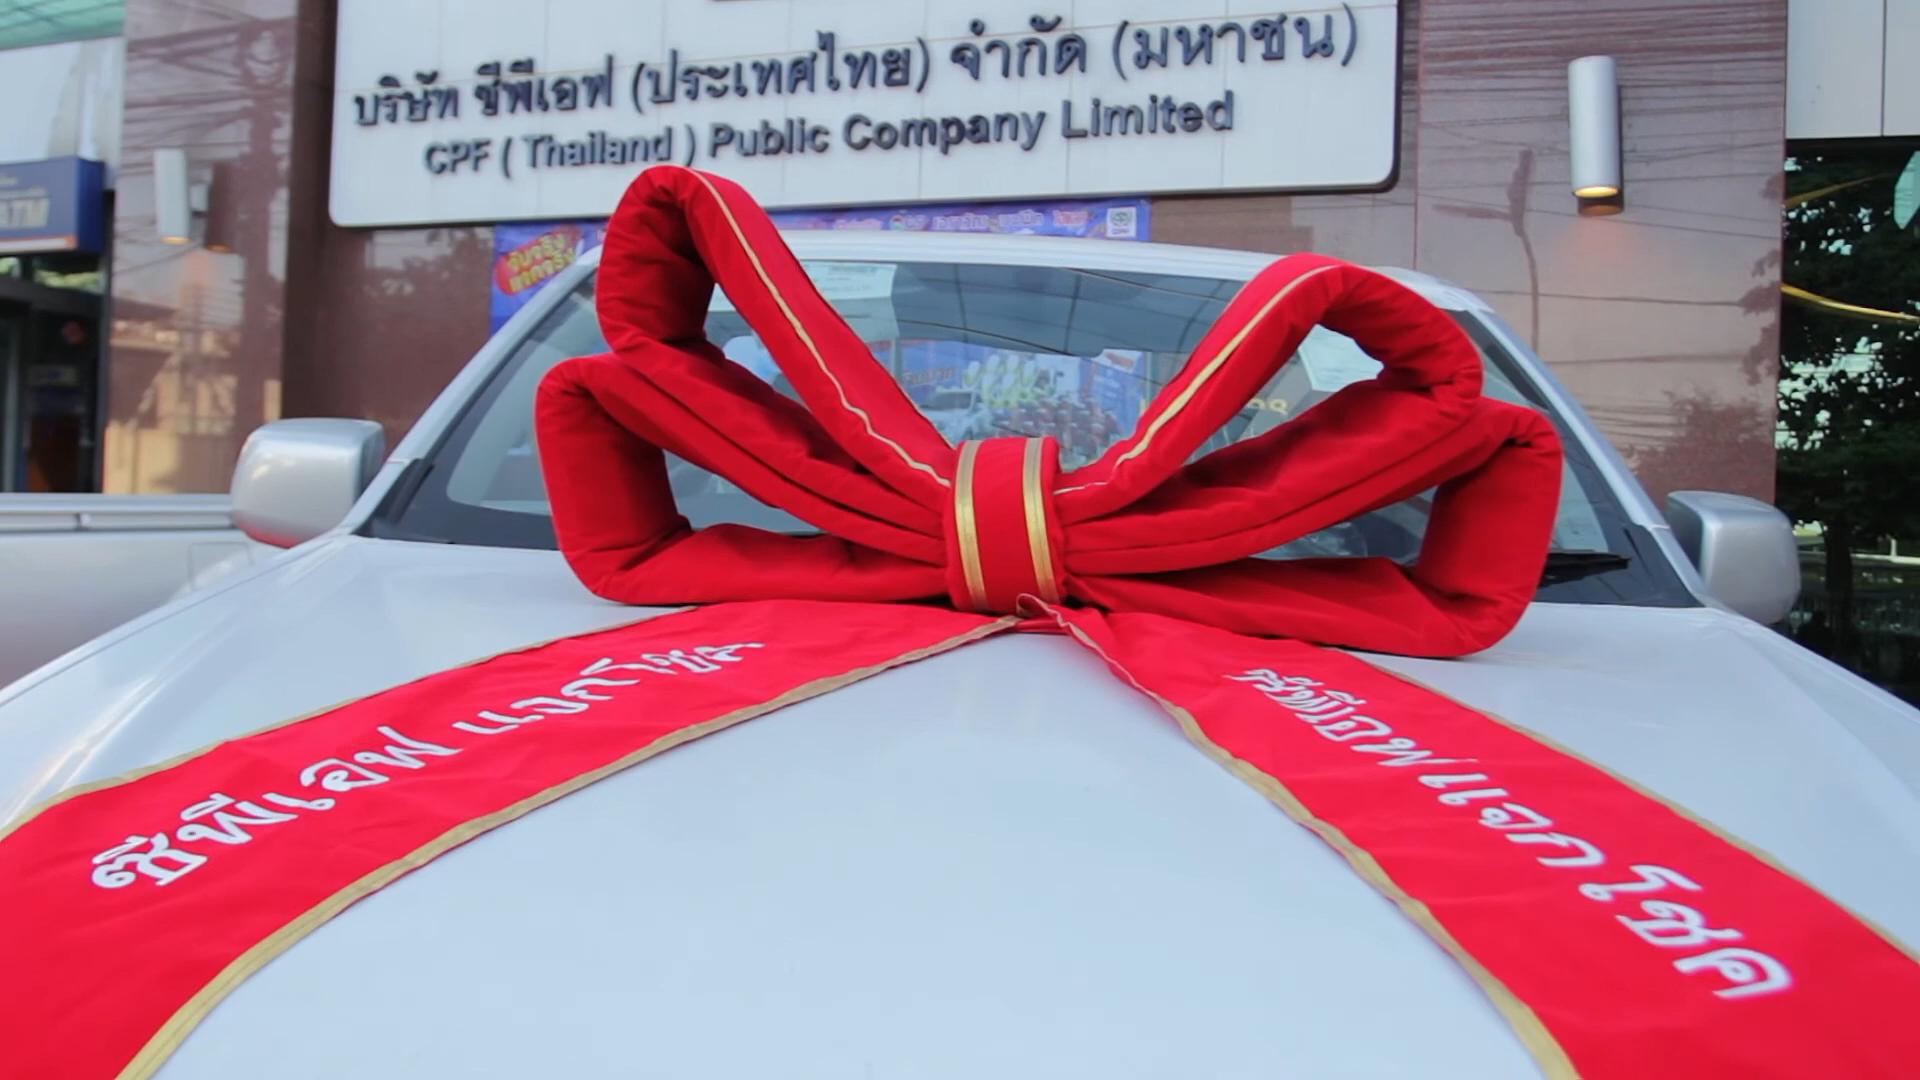 บริษัท ซีพีเอฟ (ประเทศไทย) จำกัด (มหาชน)
CPF ( Thailand ) Public Company Limited
ATM
ซีพีเอฟ แจกโชค
ซีพีเอฟ แจกโชค